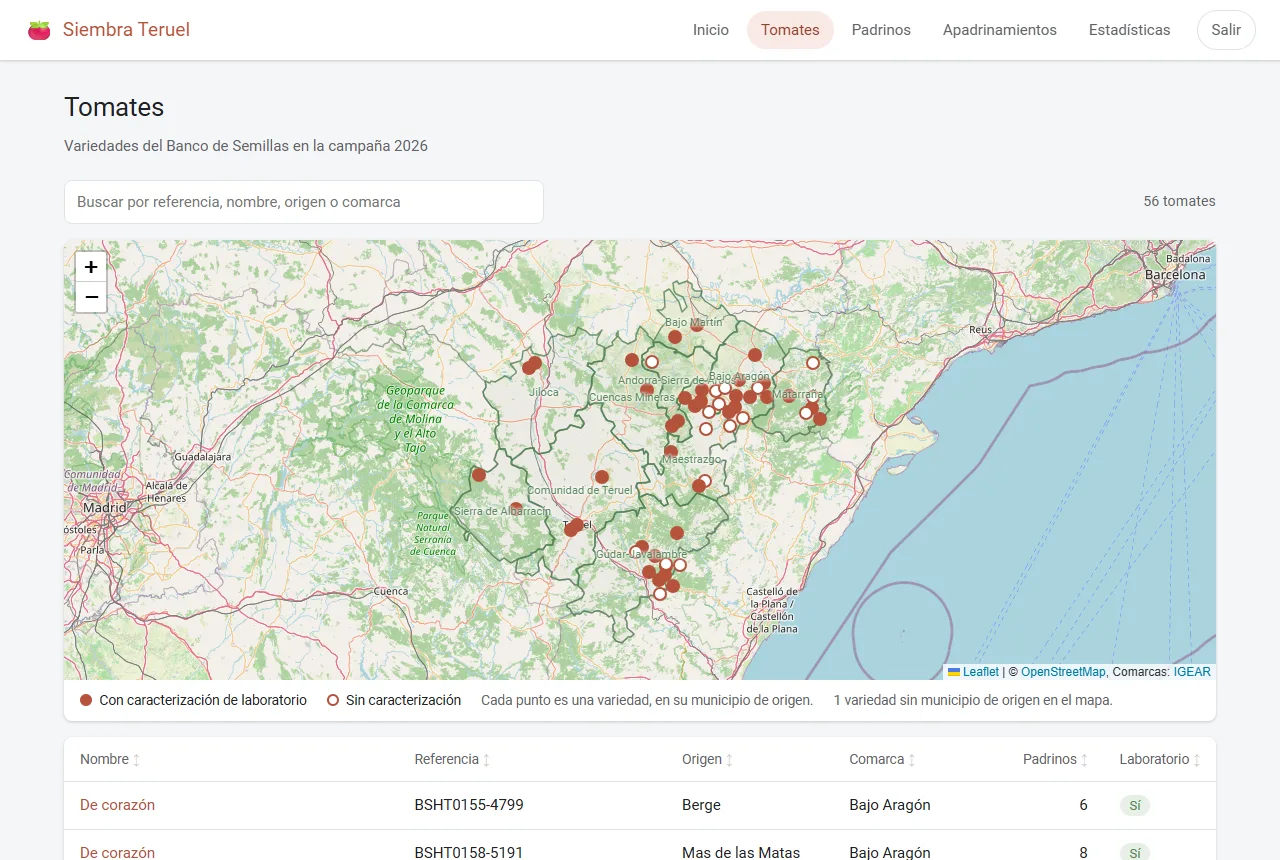 Siembra Teruel
Inicio
Tomates
Padrinos
Apadrinamientos
Estadísticas
Salir
Tomates
Variedades del Banco de Semillas en la campaña 2026
Buscar por referencia, nombre, origen o comarca
56 tomates
+
−
Badalona
Barcelona
Reus
Bajo Martín
Geoparque
de la Comarca
de Molina
y el Alto
Tajo
Jiloca
Andorra-Sierra de Arcos
Bajo Aragón
Cuencas Mineras
Matarraña
Guadalajara
Maestrazgo
Comunidad
de Madrid
Alcalá de
Henares
Madrid
Comunidad de Teruel
Sierra de Albarracín
Parque
Natural
Serranía
de Cuenca
Teruel
óstoles
Parla
Gúdar-Javalambre
Cuenca
Castelló de
la Plana /
Castellón
de la Plana
Leaflet | © OpenStreetMap, Comarcas: IGEAR
Con caracterización de laboratorio
Sin caracterización
Cada punto es una variedad, en su municipio de origen.
1 variedad sin municipio de origen en el mapa.
Nombre Referencia Origen Comarca Padrinos Laboratorio
De corazón BSHT0155-4799 Berge Bajo Aragón 6 Sí
De corazón BSHT0158-5191 Mas de las Matas Bajo Aragón 8 Sí